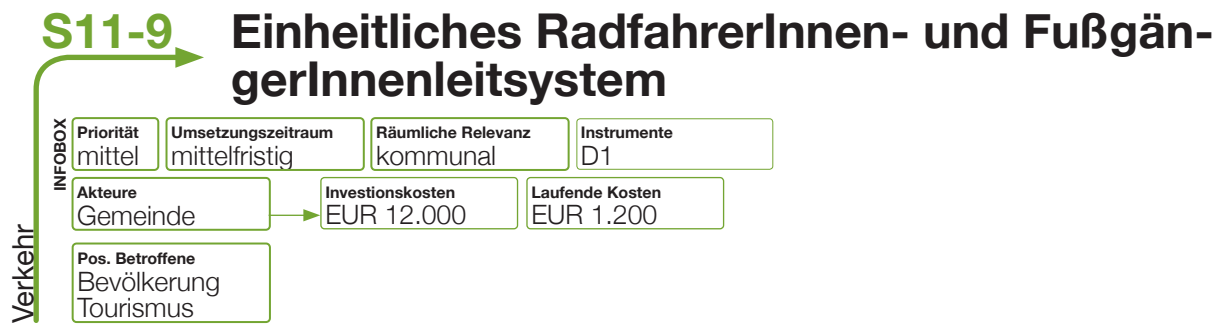 S11-9
Einheitliches RadfahrerInnen- und Fußgän-
gerInnenleitsystem
INFOBOX
Priorität
mittel
Umsetzungszeitraum
mittelfristig
Räumliche Relevanz
kommunal
Instrumente
D1
Akteure
Gemeinde
Investionskosten
EUR 12.000
Laufende Kosten
EUR 1.200
Pos. Betroffene
Bevölkerung
Tourismus
Verkehr